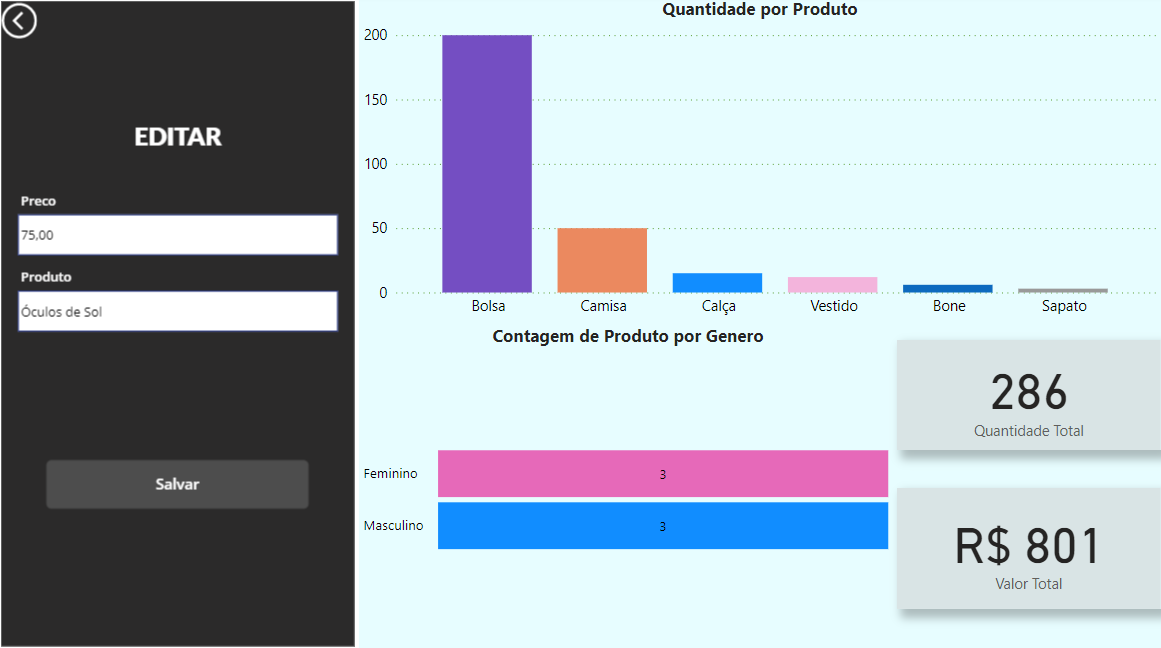 EDITAR
Preco
75,00
Produto
Óculos de Sol
Salvar
Quantidade por Produto
200
150
100
50
0
Bolsa Camisa Calça Vestido Bone Sapato
Contagem de Produto por Genero
Feminino 3
Masculino 3
286
Quantidade Total
R$ 801
Valor Total